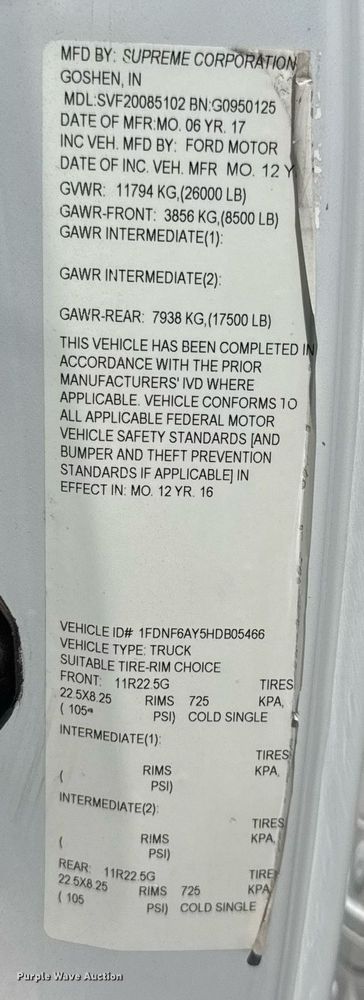 MFD BY: SUPREME CORPORATION
GOSHEN, IN
MDL:SVF20085102 BN:G0950125
DATE OF MFR:MO. 06 YR. 17
INC VEH. MFD BY: FORD MOTOR
DATE OF INC. VEH. MFR MO. 12 Y
GVWR: 11794 KG,(26000 LB)
GAWR-FRONT: 3856 KG,(8500 LB)
GAWR INTERMEDIATE(1):
GAWR INTERMEDIATE(2):
GAWR-REAR: 7938 KG,(17500 LB)
THIS VEHICLE HAS BEEN COMPLETED IN
ACCORDANCE WITH THE PRIOR
MANUFACTURERS' IVD WHERE
APPLICABLE. VEHICLE CONFORMS TO
ALL APPLICABLE FEDERAL MOTOR
VEHICLE SAFETY STANDARDS [AND
BUMPER AND THEFT PREVENTION
STANDARDS IF APPLICABLE] IN
EFFECT IN: MO. 12 YR. 16
VEHICLE ID# 1FDNF6AY5HDB05466
VEHICLE TYPE: TRUCK
SUITABLE TIRE-RIM CHOICE
FRONT: 11R22.5G TIRES
22.5X8.25 RIMS 725 KPA,
( 105 PSI) COLD SINGLE
INTERMEDIATE(1):
TIRES
RIMS KPA,
( PSI)
INTERMEDIATE(2):
TIRES
( RIMS KPA,
PSI)
REAR: 11R22.5G TIRE
22.5X8.25 RIMS 725 KPA
( 105 PSI) COLD SINGLE
Purple Wave Auction